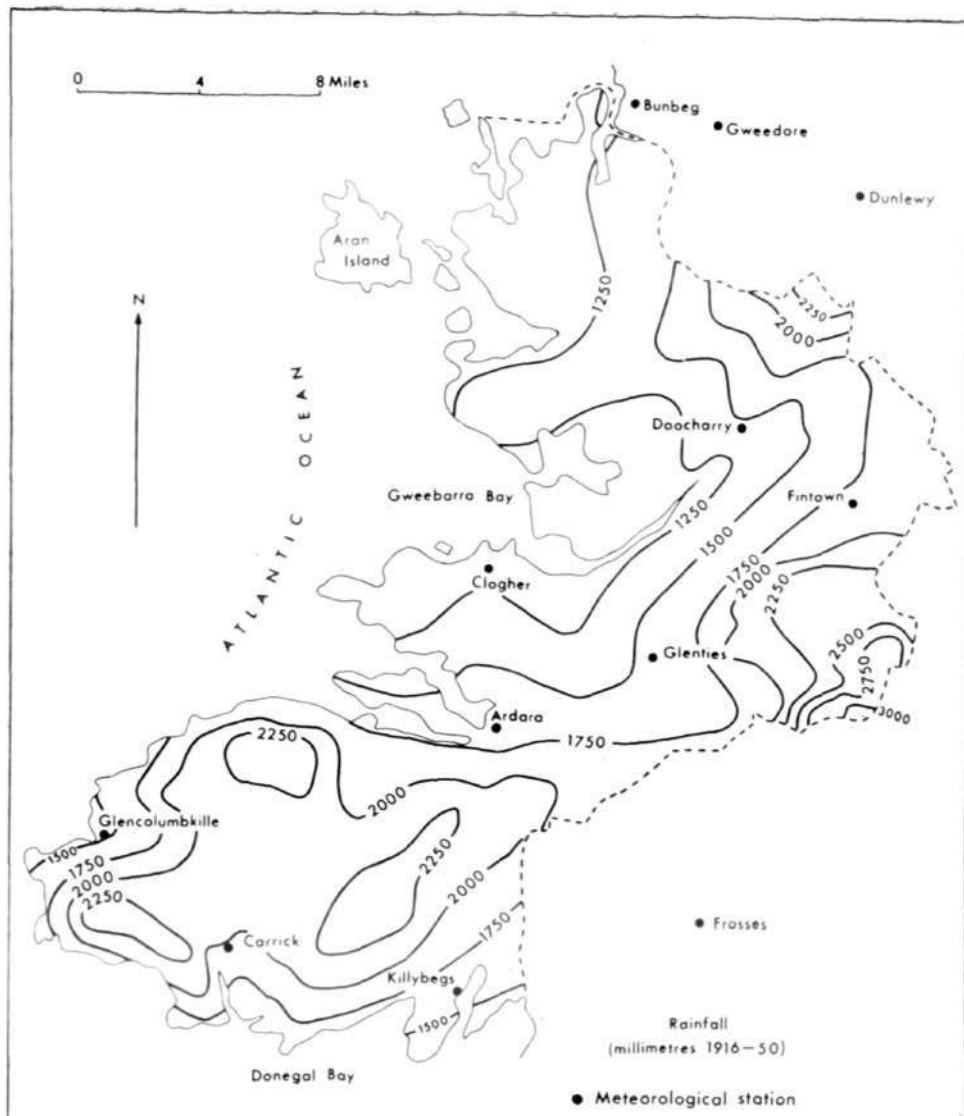 0 4 8 Miles
Bunbeg
Gweedore
Dunlewy
Aran
Island
N
1250
2250
2000
ATLANTIC OCEAN
Doocharry
Gweebarra Bay
Fintown
1250
1500
1750
2000
2250
Clogher
Glenties
2500
2750
3000
Ardara
1750
2250
2000
Glencolumbkille
1500
1750
2000
2250
2250
2000
1750
Carrick
Frosses
Killybegs
1500
Rainfall
(millimetres 1916–50)
Donegal Bay
Meteorological station